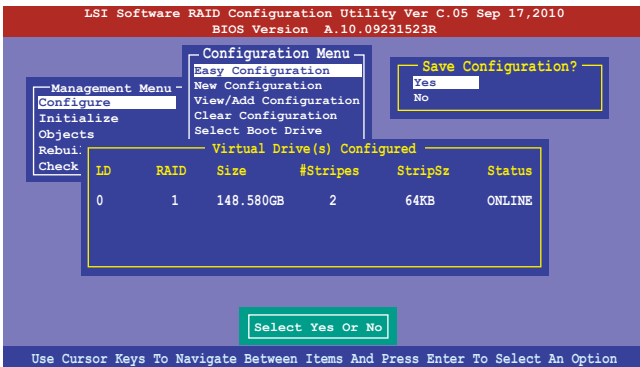 LSI Software RAID Configuration Utility Ver C.05 Sep 17,2010
BIOS Version A.10.09231523R
Management Menu
Configure
Initialize
Objects
Rebui
Check
Configuration Menu
Easy Configuration
New Configuration
View/Add Configuration
Clear Configuration
Select Boot Drive
Save Configuration?
Yes
No
Virtual Drive(s) Configured
LD RAID Size #Stripes StripSz Status
0 1 148.580GB 2 64KB ONLINE
Select Yes Or No
Use Cursor Keys To Navigate Between Items And Press Enter To Select An Option